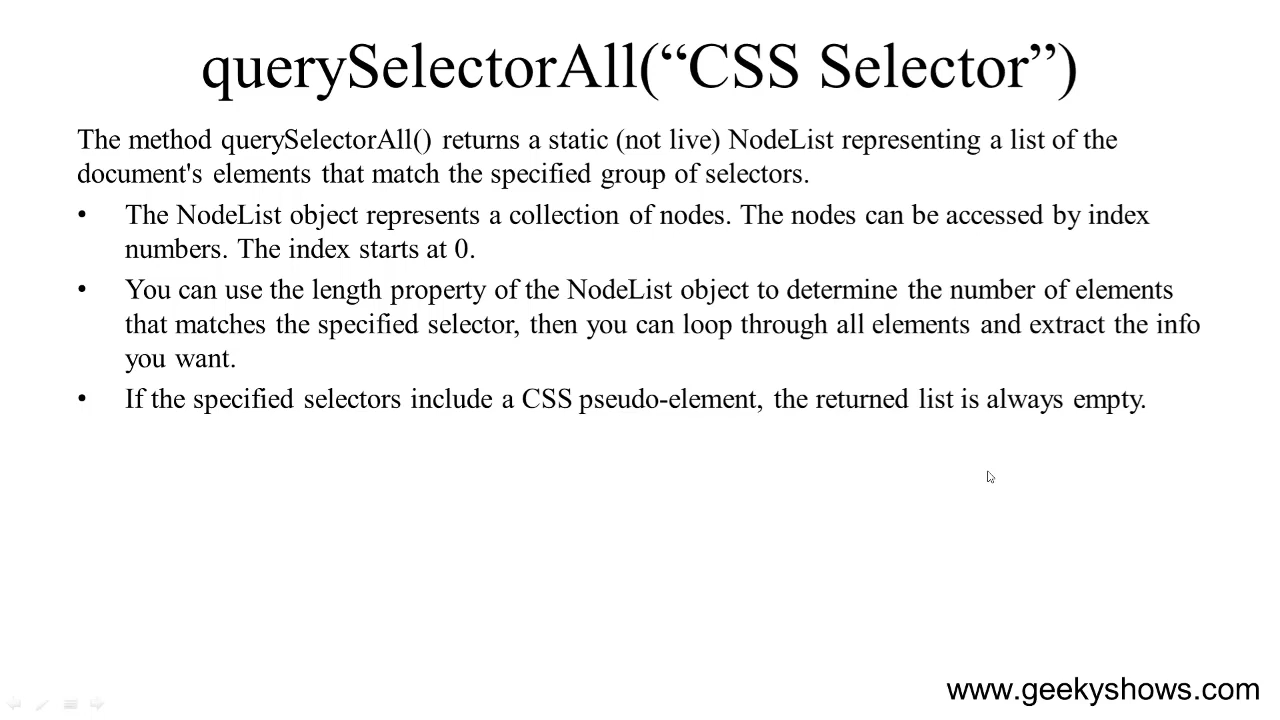 querySelectorAll(“CSS Selector”)
The method querySelectorAll() returns a static (not live) NodeList representing a list of the
document's elements that match the specified group of selectors.
• The NodeList object represents a collection of nodes. The nodes can be accessed by index
numbers. The index starts at 0.
• You can use the length property of the NodeList object to determine the number of elements
that matches the specified selector, then you can loop through all elements and extract the info
you want.
• If the specified selectors include a CSS pseudo-element, the returned list is always empty.
www.geekyshows.com